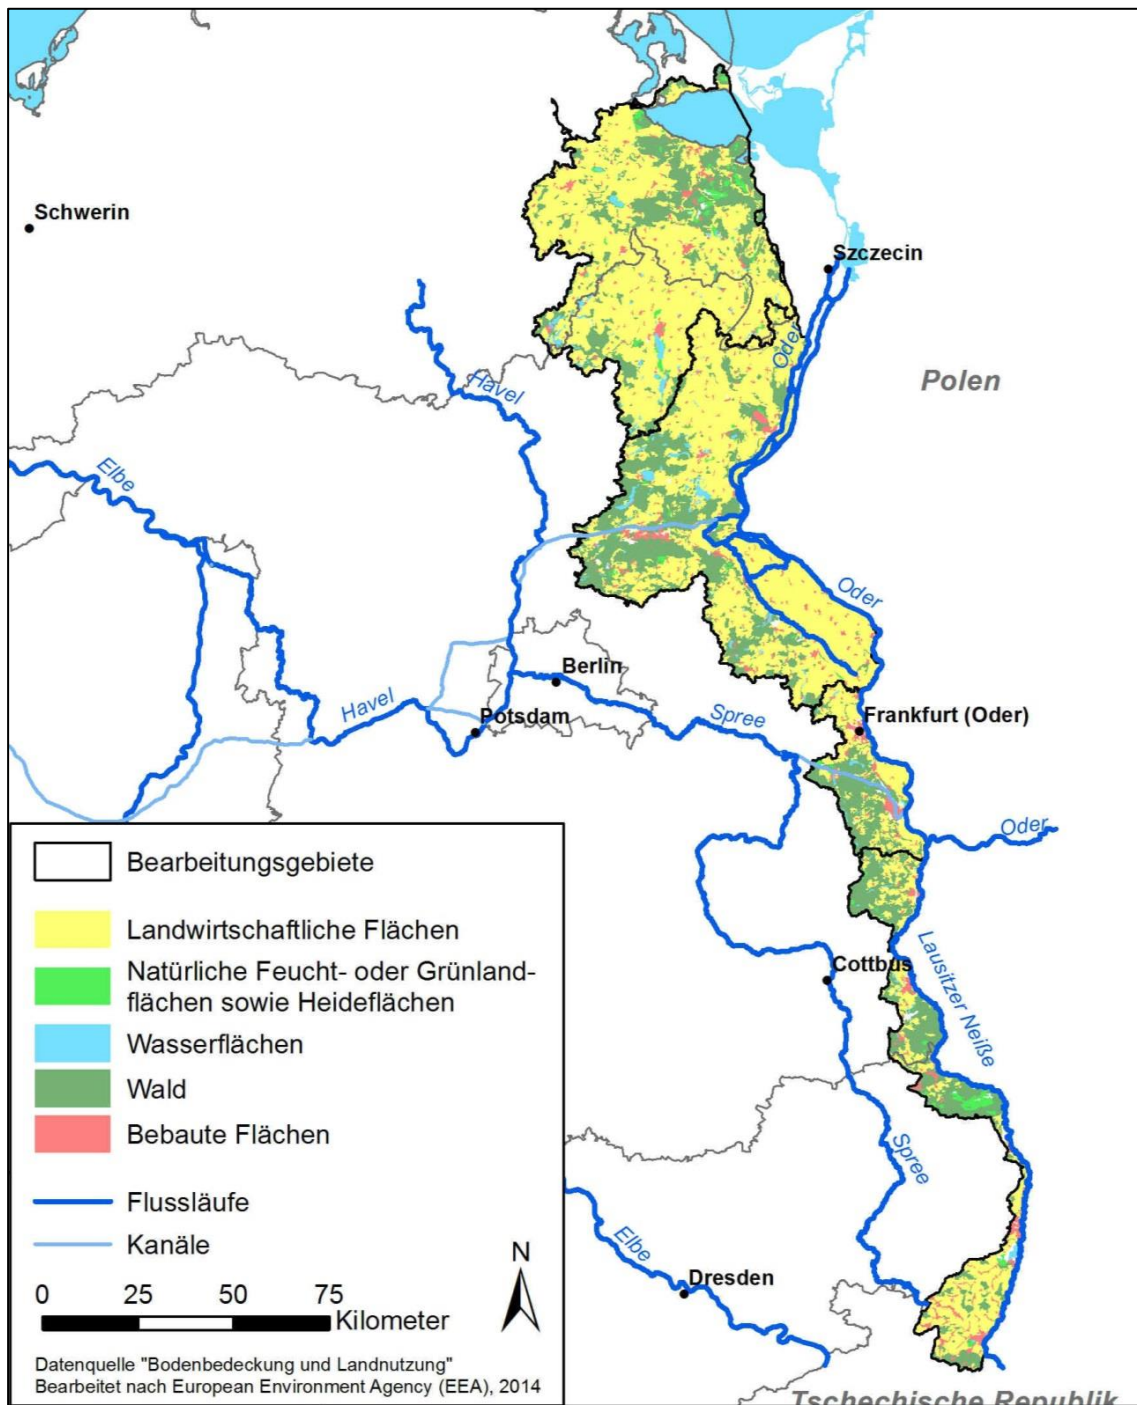 Schwerin
Szczecin
Oder
Polen
Havel
Elbe
Oder
Berlin
Havel
Potsdam
Spree
Frankfurt (Oder)
Oder
Bearbeitungsgebiete
Landwirtschaftliche Flächen
Natürliche Feucht- oder Grünland-
flächen sowie Heideflächen
Wasserflächen
Wald
Bebaute Flächen
Flussläufe
Kanäle
N
0 25 50 75
Kilometer
Datenquelle "Bodenbedeckung und Landnutzung"
Bearbeitet nach European Environment Agency (EEA), 2014
Cottbus
Lausitzer Neiße
Spree
Elbe
Dresden
Tschechische Republik